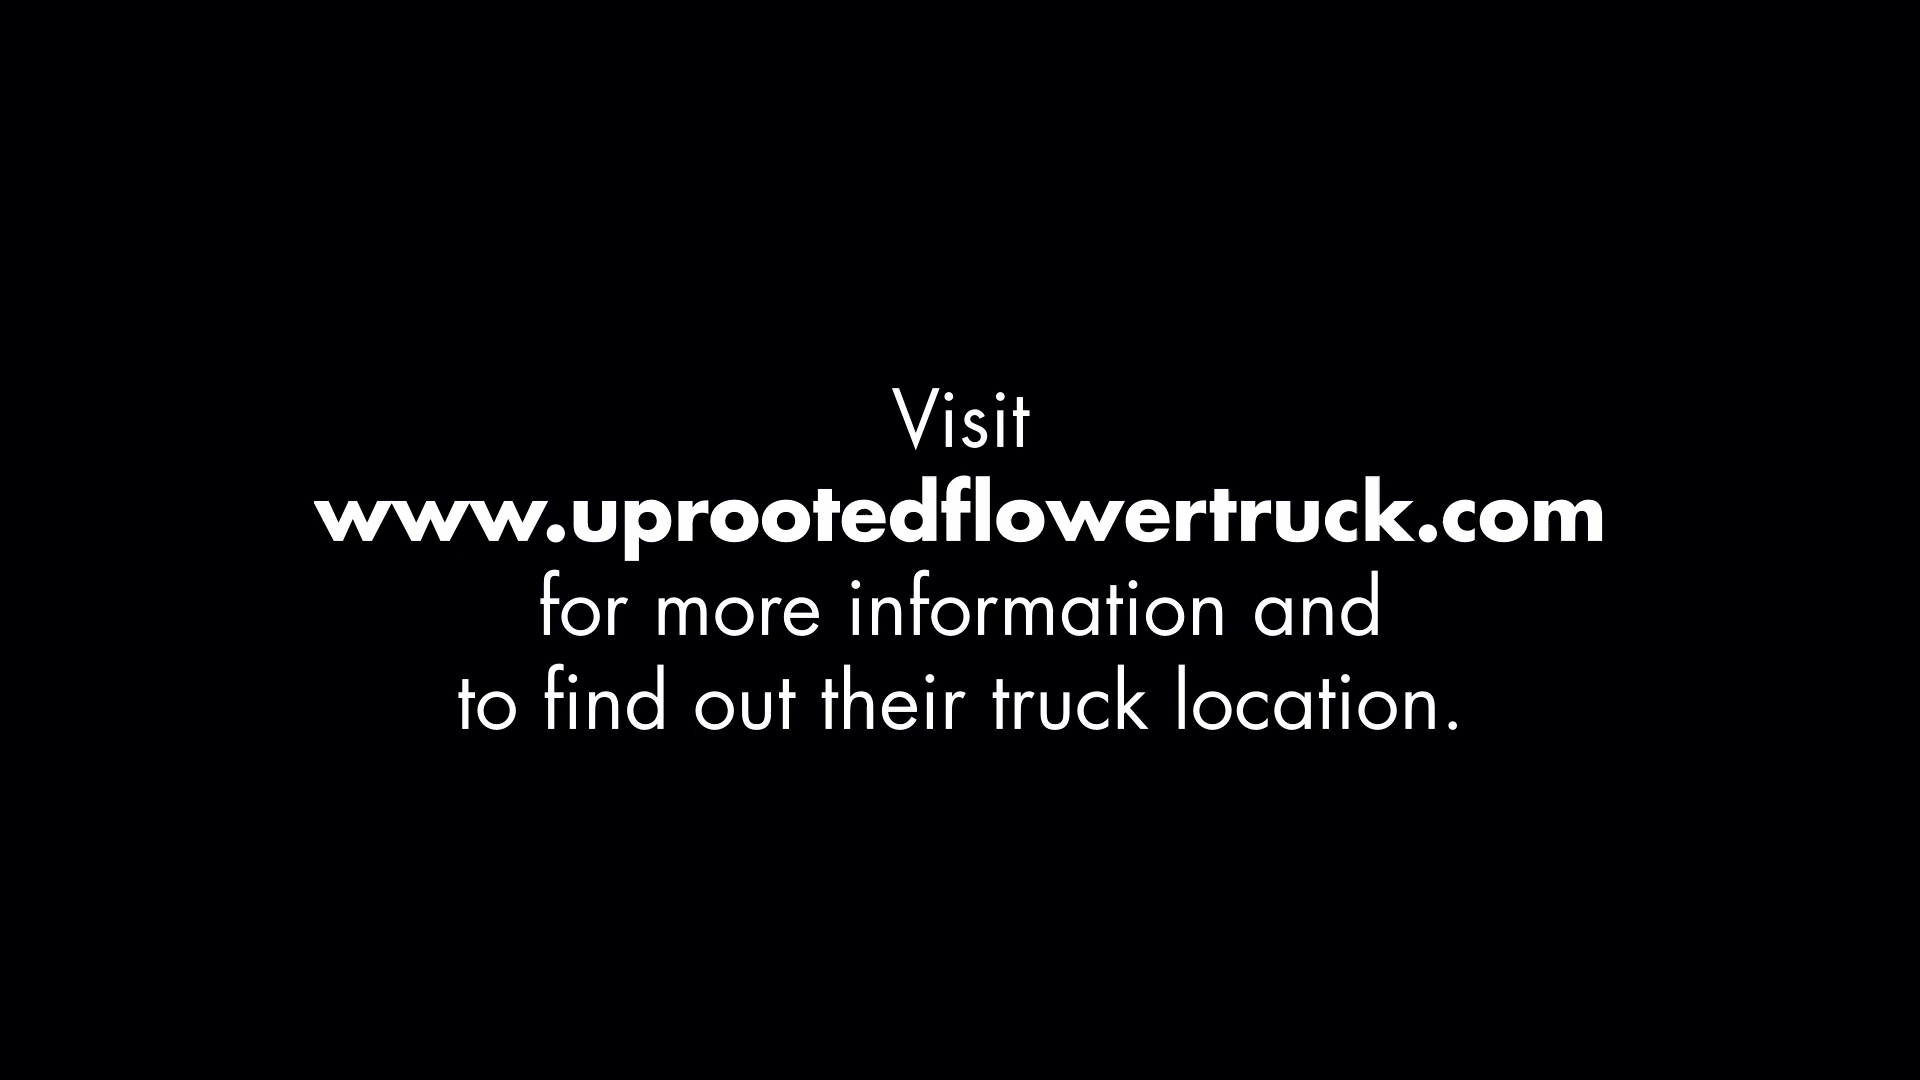 Visit
www.uprootedflowertruck.com
for more information and
to find out their truck location.